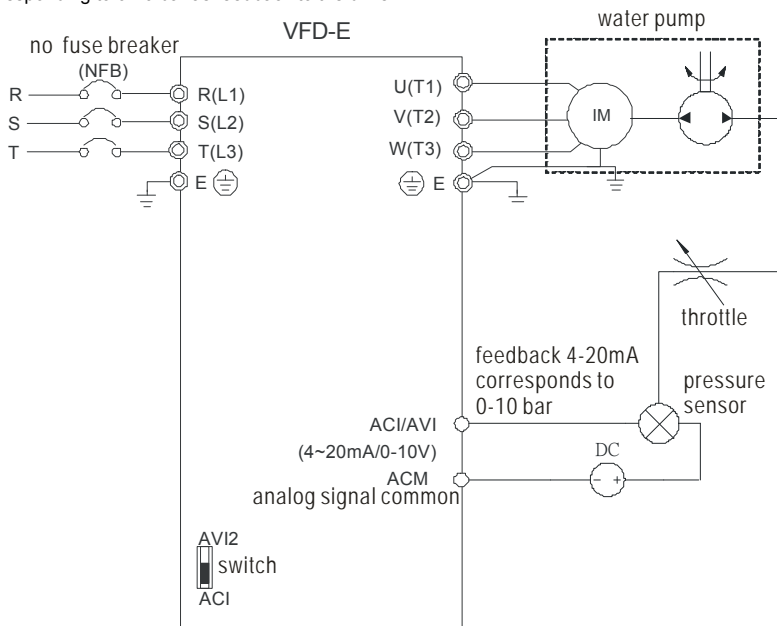 water pump
no fuse breaker
(NFB)
VFD-E
R
S
T
R(L1)
S(L2)
T(L3)
E
U(T1)
V(T2)
W(T3)
E
IM
throttle
feedback 4-20mA
corresponds to
0-10 bar
pressure
sensor
ACI/AVI
(4~20mA/0-10V)
DC
- +
ACM
analog signal common
AVI2
switch
ACI